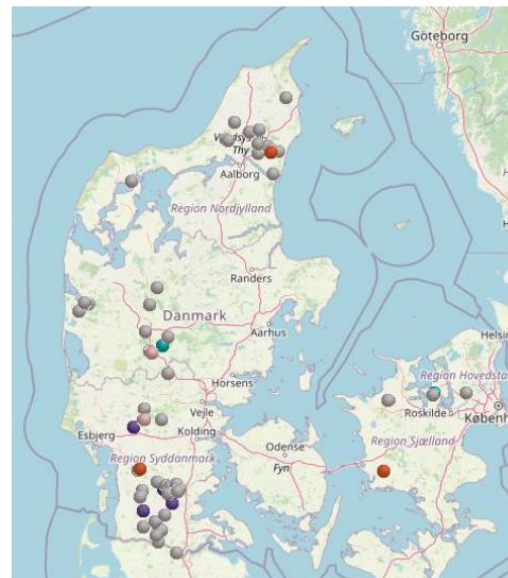 Göteborg
Thy
Aalborg
Region Nordjylland
Randers
Danmark
Aarhus
Helsin
Region Hovedsta
Horsens
Roskilde
Københ
Vejle
Esbjerg
Kolding
Region Sjælland
Odense
Region Syddanmark
Fyn